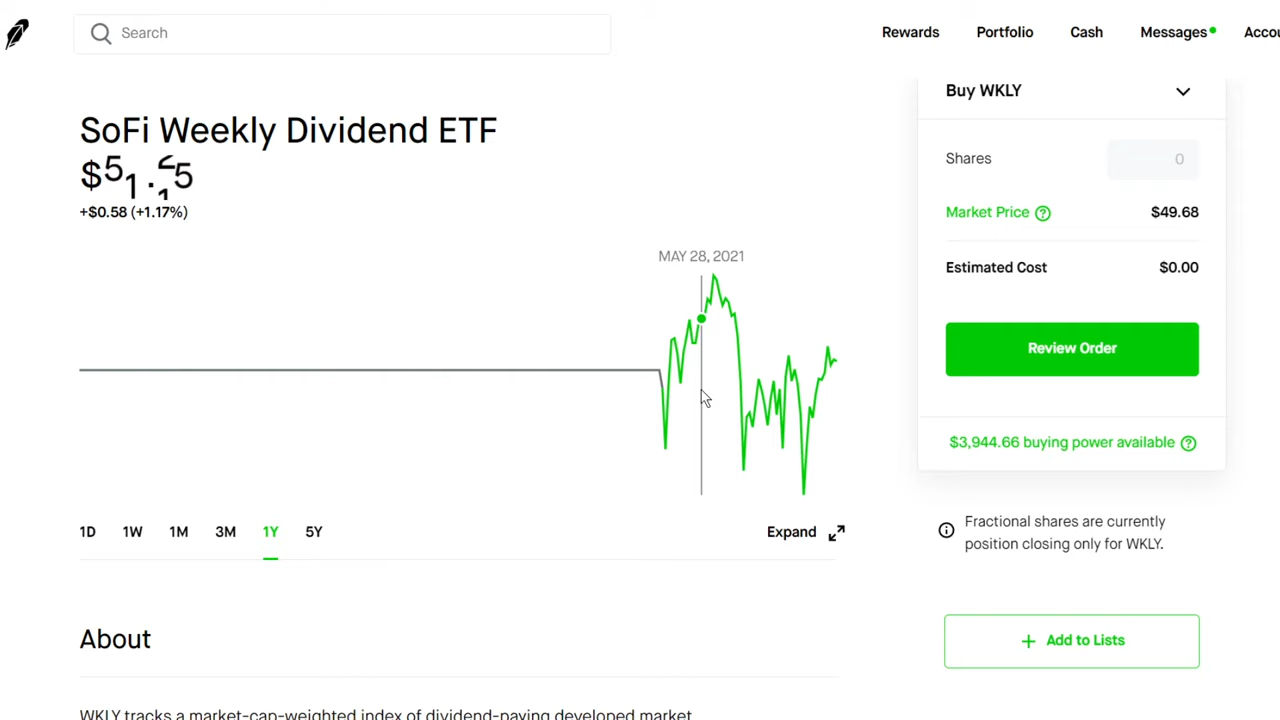 Search
Rewards
Portfolio
Cash
Messages
SoFi Weekly Dividend ETF
+$0.58 (+1.17%)
MAY 28, 2021
1D
1W
1M
3M
1Y
5Y
Expand
About
WKLY tracks a market-cap-weighted index of dividend-paying developed market
Buy WKLY
Shares
0
Market Price
$49.68
Estimated Cost
$0.00
Review Order
$3,944.66 buying power available
Fractional shares are currently
position closing only for WKLY.
Add to Lists